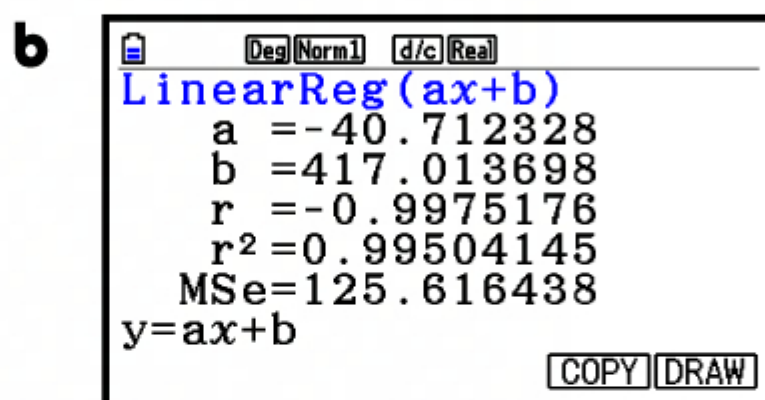 b
Deg Norm1 d/c Real
LinearReg(ax+b)
a =-40.712328
b =417.013698
r =-0.9975176
r²=0.99504145
MSe=125.616438
y=ax+b
COPY DRAW